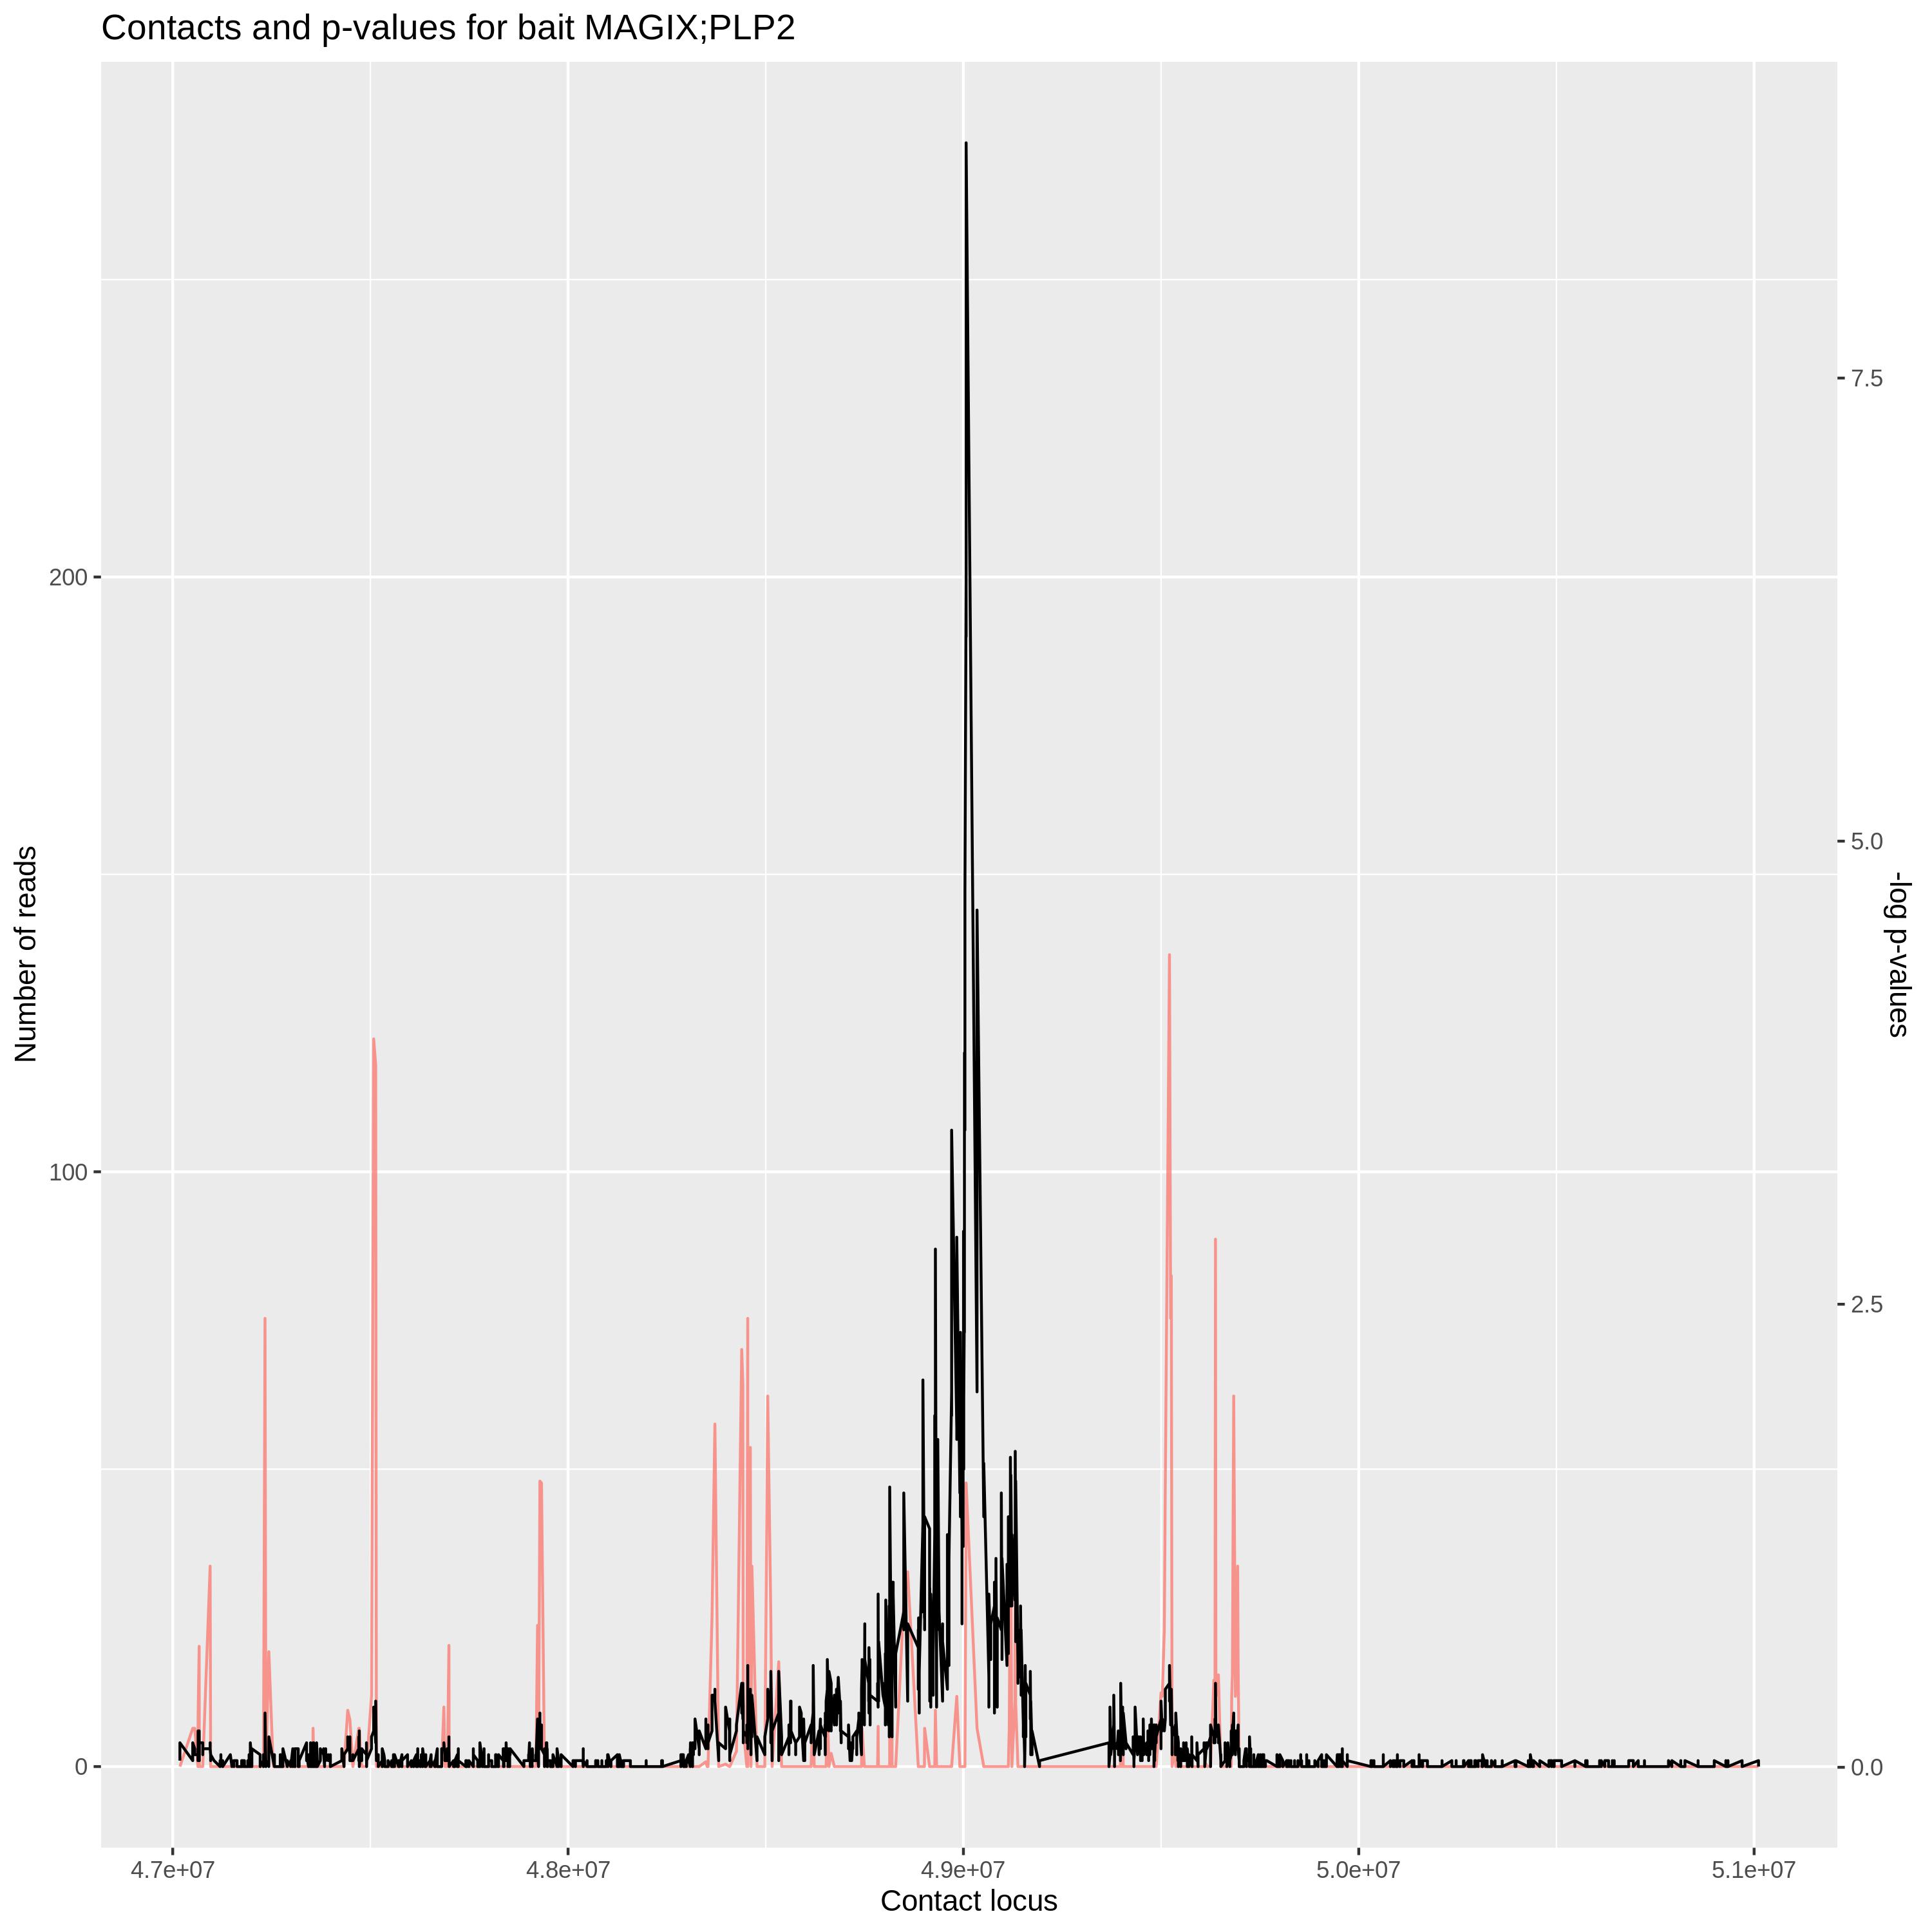 Contacts and p-values for bait MAGIX;PLP2
Number of reads
200
100
0
7.5
5.0
2.5
0.0
-log p-values
4.7e+07 4.8e+07 4.9e+07 5.0e+07 5.1e+07
Contact locus